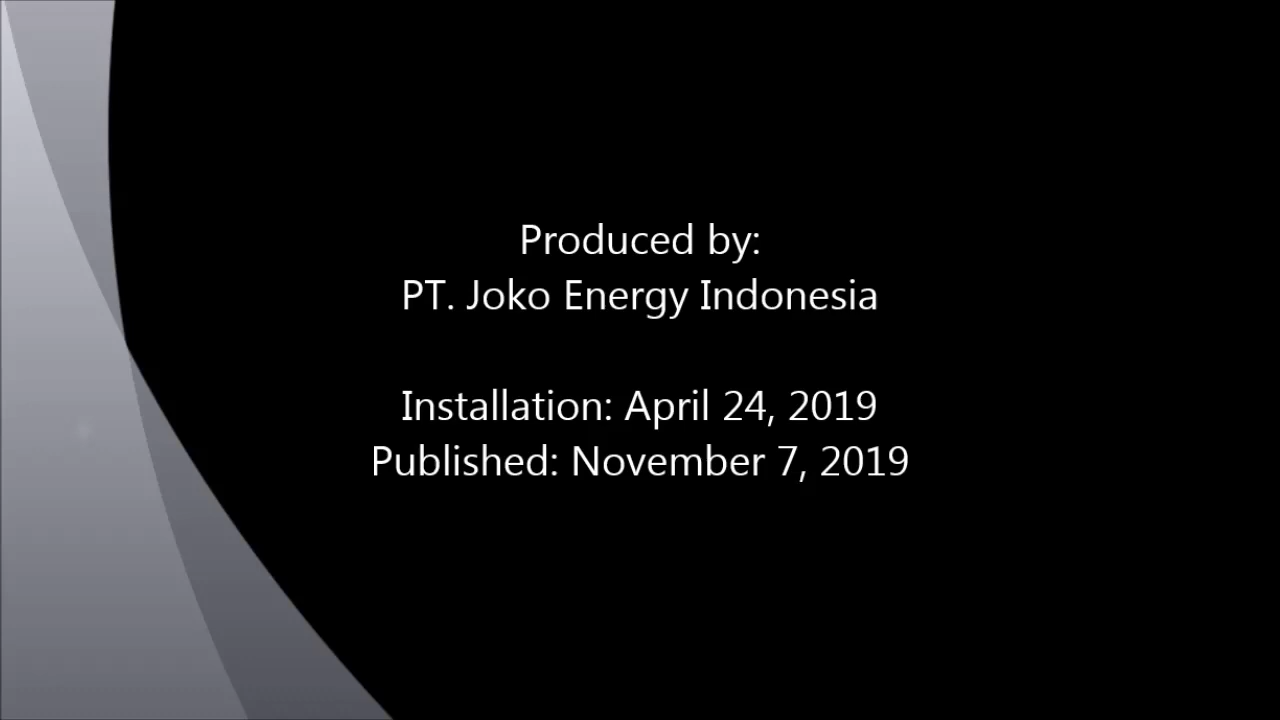 Produced by:
PT. Joko Energy Indonesia
Installation: April 24, 2019
Published: November 7, 2019